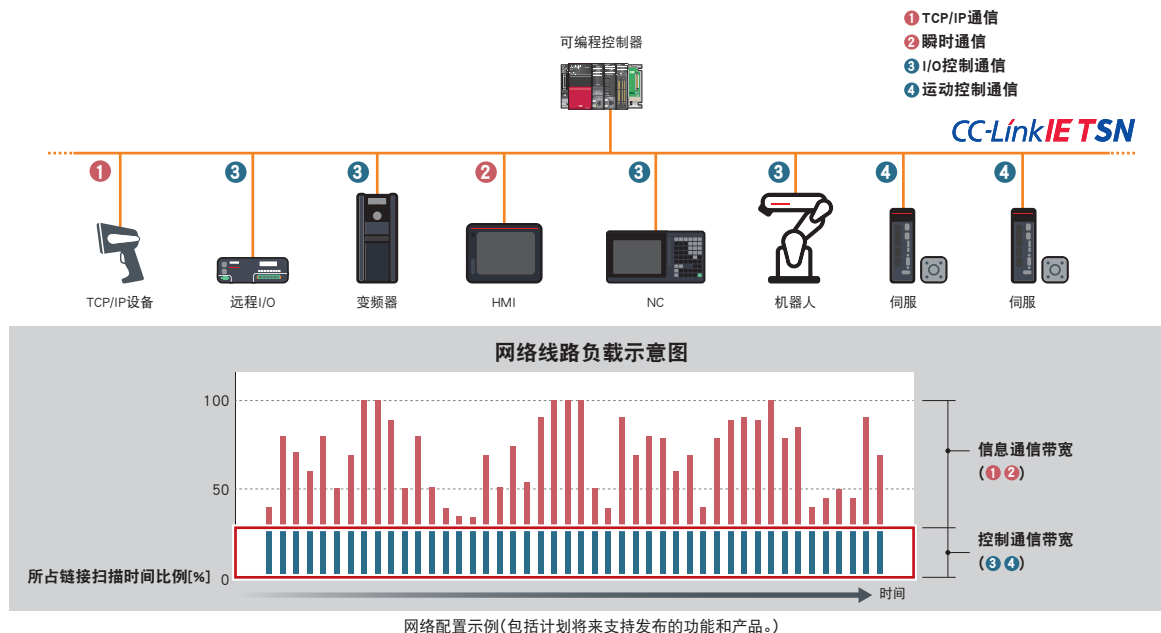 ❶TCP/IP通信
❷瞬时通信
❸I/O控制通信
❹运动控制通信
可编程控制器
CC-Link IE TSN
❶ ❸ ❸ ❷ ❸ ❸ ❹ ❹
TCP/IP设备 远程I/O 变频器 HMI NC 机器人 伺服 伺服
网络线路负载示意图
100
50
0
所占链接扫描时间比例[%]
时间
信息通信带宽
(❶❷)
控制通信带宽
(❸❹)
网络配置示例(包括计划将来支持发布的功能和产品。)